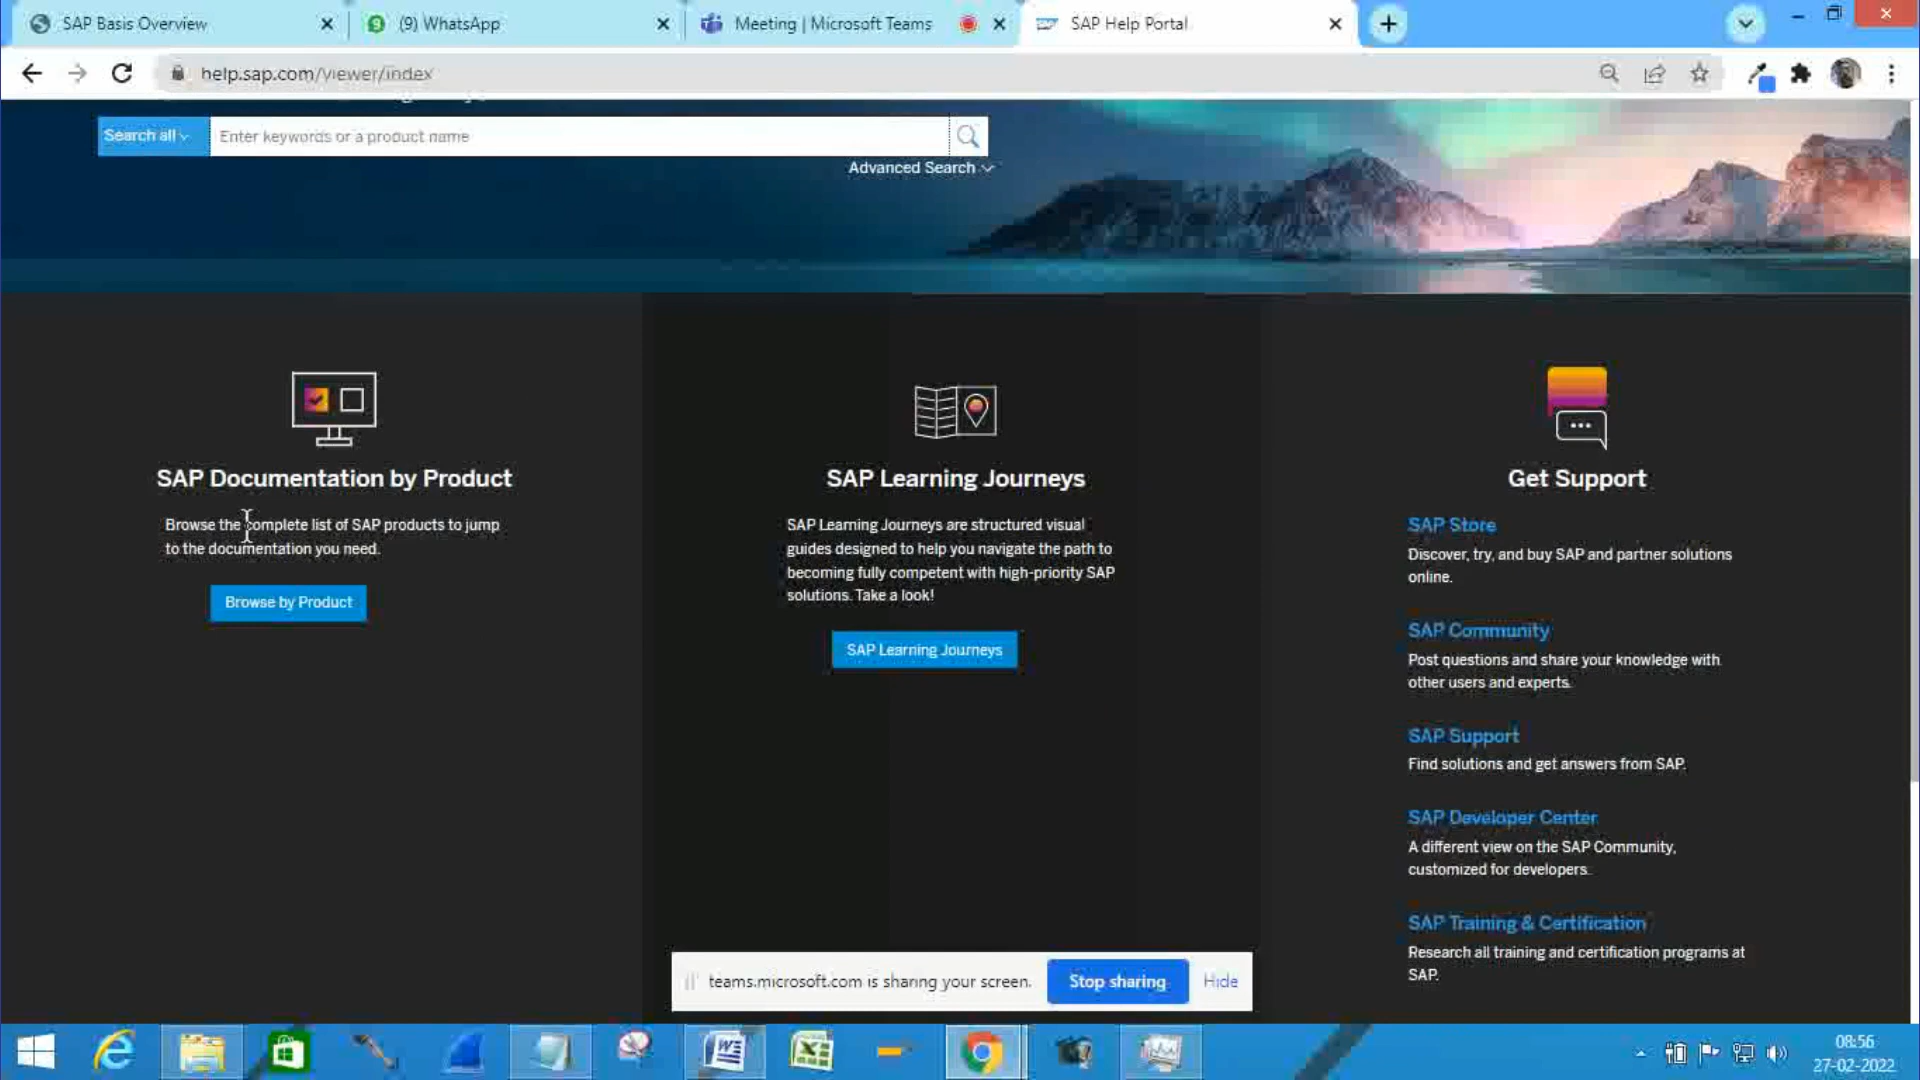 SAP Basis Overview
(9) WhatsApp
Meeting | Microsoft Teams
SAP Help Portal
help.sap.com/viewer/index
Search all
Enter keywords or a product name
Advanced Search
SAP Documentation by Product
Browse the complete list of SAP products to jump
to the documentation you need.
Browse by Product
SAP Learning Journeys
SAP Learning Journeys are structured visual
guides designed to help you navigate the path to
becoming fully competent with high-priority SAP
solutions. Take a look!
SAP Learning Journeys
Get Support
SAP Store
Discover, try, and buy SAP and partner solutions
online.
SAP Community
Post questions and share your knowledge with
other users and experts.
SAP Support
Find solutions and get answers from SAP.
SAP Developer Center
A different view on the SAP Community,
customized for developers.
SAP Training & Certification
Research all training and certification programs at
SAP.
teams.microsoft.com is sharing your screen.
Stop sharing
Hide
08:56
27-02-2022